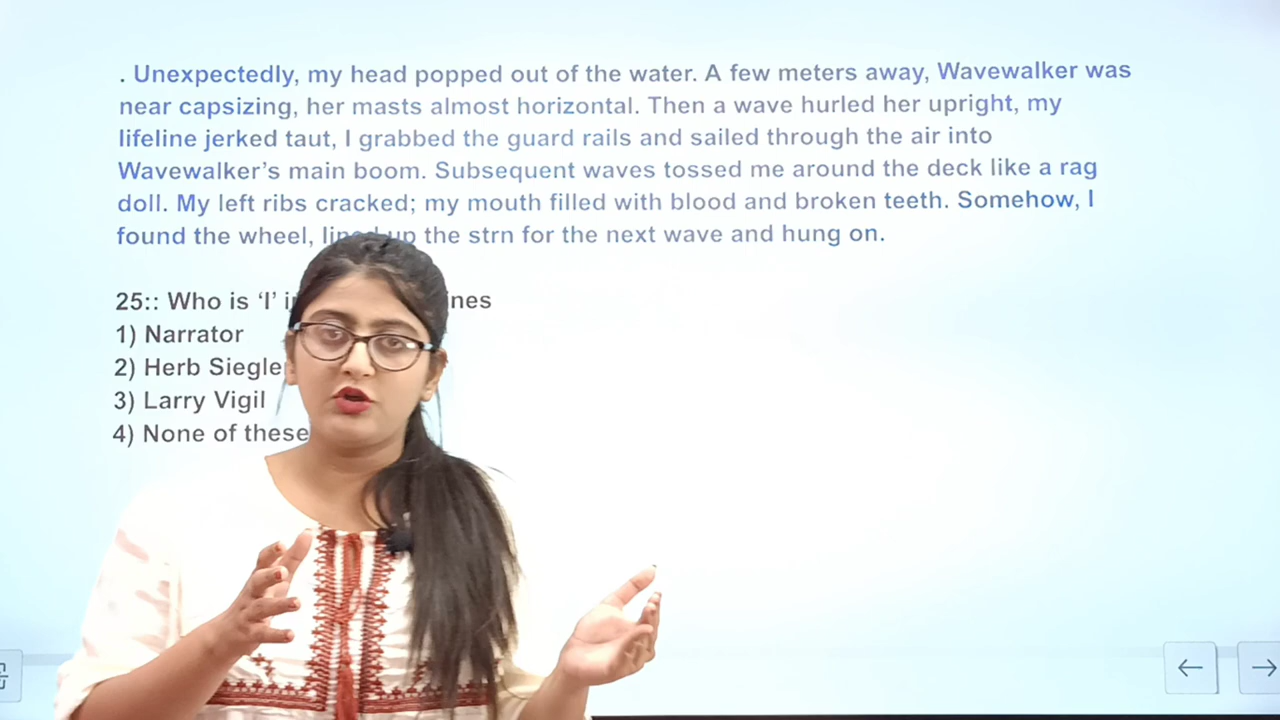 . Unexpectedly, my head popped out of the water. A few meters away, Wavewalker was
near capsizing, her masts almost horizontal. Then a wave hurled her upright, my
lifeline jerked taut, I grabbed the guard rails and sailed through the air into
Wavewalker’s main boom. Subsequent waves tossed me around the deck like a rag
doll. My left ribs cracked; my mouth filled with blood and broken teeth. Somehow, I
found the wheel, lined up the strn for the next wave and hung on.
25:: Who is ‘I’
1) Narrator
2) Herb
3) Larry Vigil
4) None of these